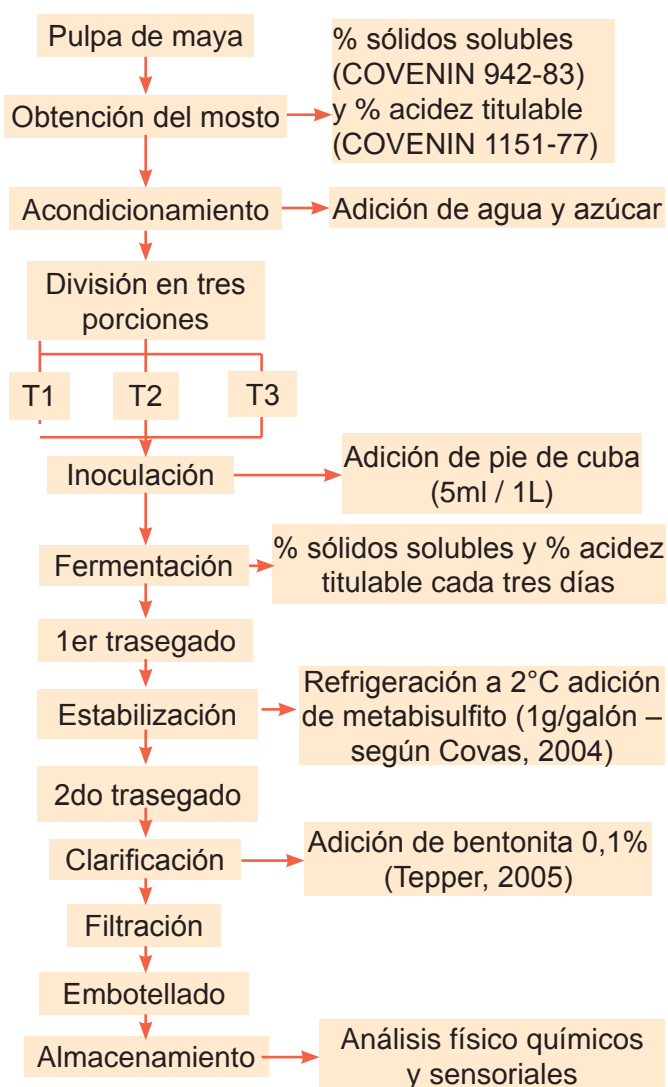 Pulpa de maya
% sólidos solubles
(COVENIN 942-83)
y % acidez titulable
(COVENIN 1151-77)
Obtención del mosto
Acondicionamiento
Adición de agua y azúcar
División en tres
porciones
T1
T2
T3
Inoculación
Adición de pie de cuba
(5ml / 1L)
Fermentación
% sólidos solubles y % acidez
titulable cada tres días
1er trasegado
Estabilización
Refrigeración a 2°C adición
de metabisulfito (1g/galón –
según Covas, 2004)
2do trasegado
Clarificación
Adición de bentonita 0,1%
(Tepper, 2005)
Filtración
Embotellado
Almacenamiento
Análisis físico químicos
y sensoriales